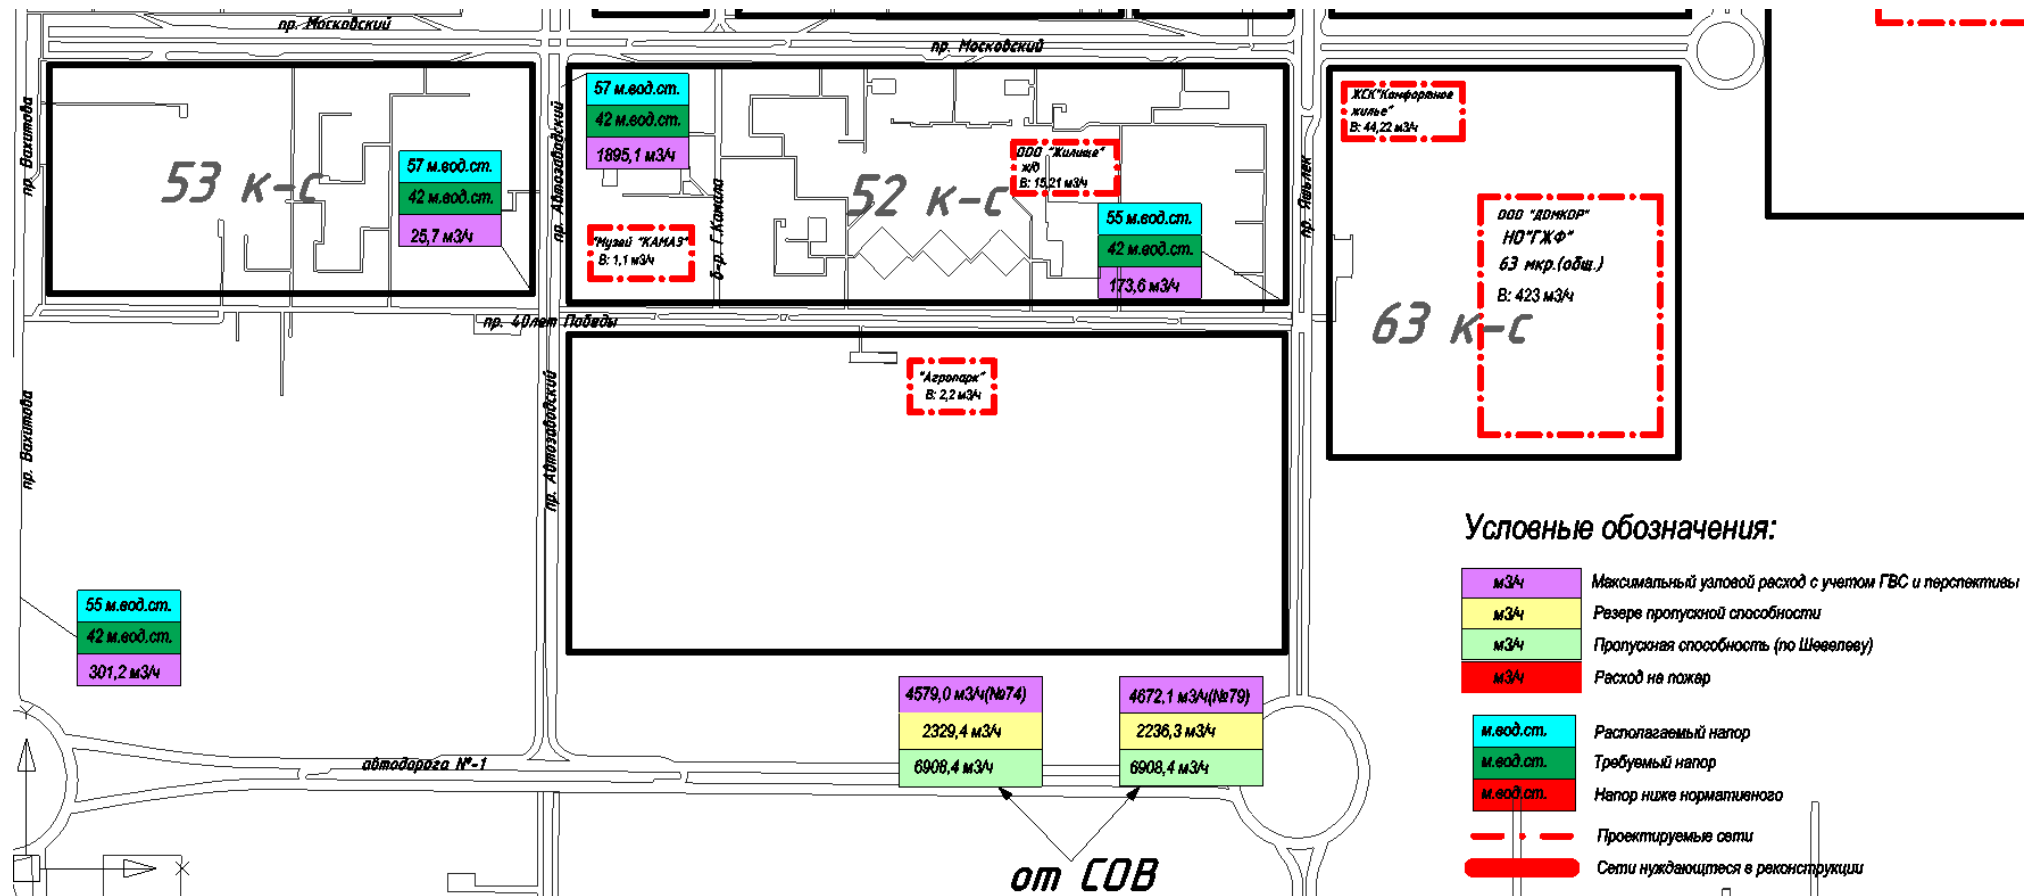 пр. Московский
пр. Московский
пр. Вахитова
53 к-с
57 м.вод.ст.
42 м.вод.ст.
25,7 м3/ч
пр. Автозаводский
57 м.вод.ст.
42 м.вод.ст.
1895,1 м3/ч
"Музей "КАМАЗ"
В: 1,1 м3/ч
б-р. Г.Камала
52 к-с
ООО "Жилище"
ж/д
В: 15,21 м3/ч
55 м.вод.ст.
42 м.вод.ст.
173,6 м3/ч
пр. Яшьлек
ЖСК"Комфортное
жилье"
В: 44,22 м3/ч
ООО "ДОМКОР"
НО"ГЖФ"
63 мкр.(общ.)
В: 423 м3/ч
63 к-с
пр. 40лет Победы
"Агропарк"
В: 2,2 м3/ч
пр. Вахитова
пр. Автозаводский
55 м.вод.ст.
42 м.вод.ст.
301,2 м3/ч
4579,0 м3/ч(№74)
2329,4 м3/ч
6908,4 м3/ч
4672,1 м3/ч(№79)
2236,3 м3/ч
6908,4 м3/ч
автодорога №-1
от СОВ
Условные обозначения:
м3/ч Максимальный узловой расход с учетом ГВС и перспективы
м3/ч Резерв пропускной способности
м3/ч Пропускная способность (по Шевелеву)
м3/ч Расход на пожар
м.вод.ст. Располагаемый напор
м.вод.ст. Требуемый напор
м.вод.ст. Напор ниже нормативного
Проектируемые сети
Сети нуждающтеся в реконструкции
Y
X